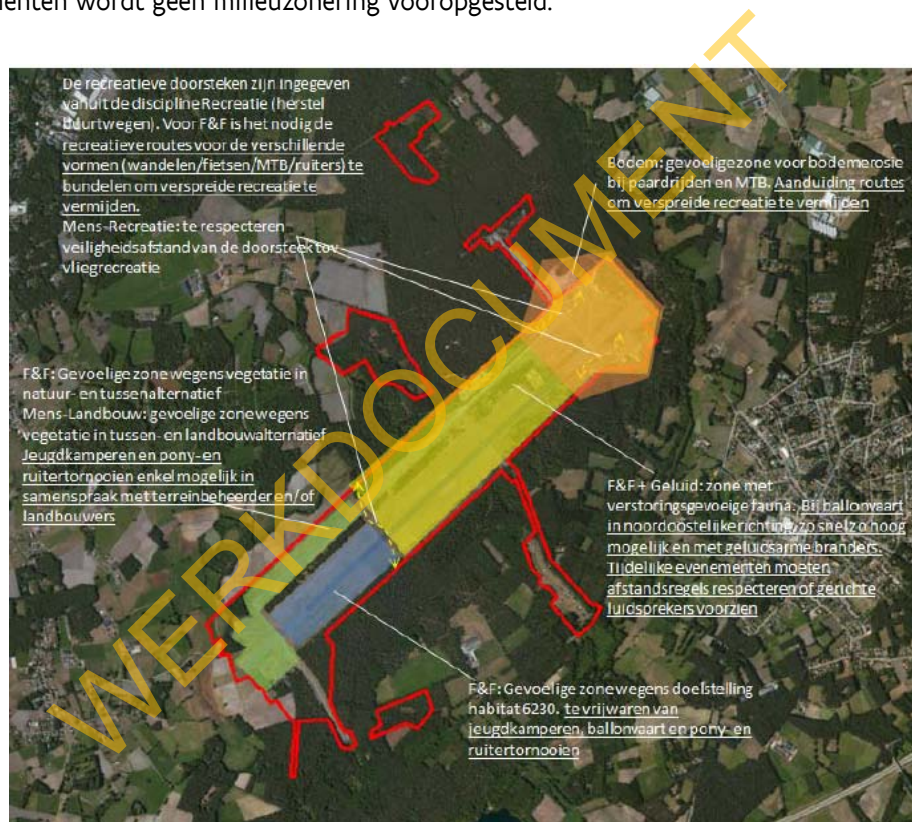 menten wordt geen milieuzonering vooropgesteld.
De recreatieve doorsteken zijn ingegeven
vanuit de discipline Recreatie (herstel
buurtwegen). Voor F&F is het nodig de
recreatieve routes voor de verschillende
vormen (wandelen/fietsen/MTB/ruiters) te
bundelen om verspreide recreatie te
vermijden.
Mens-Recreatie: te respecteren
veiligheidsafstand van de doorsteek tov
vliegrecreatie
Bodem: gevoelige zone voor bodemerosie
bij paardrijden en MTB. Aanduiding routes
om verspreide recreatie te vermijden
F&F: Gevoelige zone wegens vegetatie in
natuur- en tussenalternatief
Mens-Landbouw: gevoelige zone wegens
vegetatie in tussen- en landbouwalternatief
Jeugdkamperen en pony- en
ruitertornooien enkel mogelijk in
samenspraak met terreinbeheerder en/of
landbouwers
F&F + Geluid: zone met
verstoringsgevoeige fauna. Bij ballonvaart
in noordoostelijke richting, zo snel zo hoog
mogelijk en met geluidsarme branders.
Tijdelijke evenementen moeten
afstandsregels respecteren of gerichte
luidsprekers voorzien
F&F: Gevoelige zone wegens doelstelling
habitat 6230. te vrijwaren van
jeugdkamperen, ballonvaart en pony- en
ruitertornooien
WERKDOCUMENT